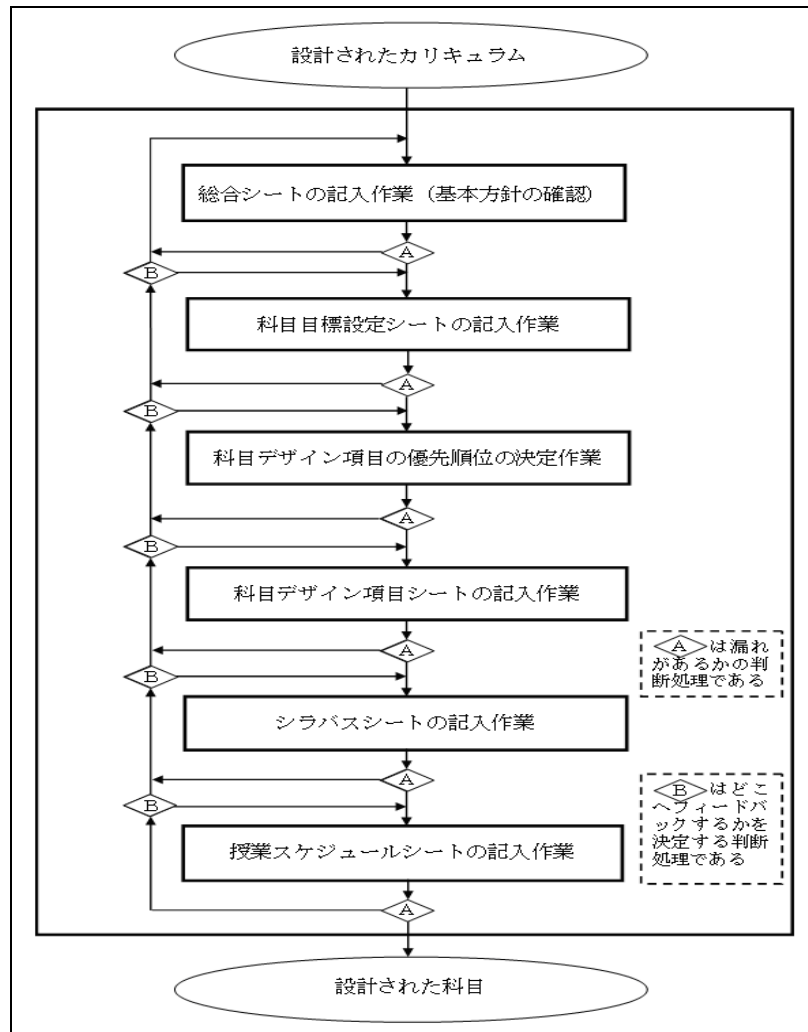 設計されたカリキュラム
総合シートの記入作業（基本方針の確認）
A
B
科目目標設定シートの記入作業
A
B
科目デザイン項目の優先順位の決定作業
A
B
科目デザイン項目シートの記入作業
A
B
Aは漏れ
があるかの判
断処理である
シラバスシートの記入作業
A
B
Bはどこ
へフィードバ
ックするかを
決定する判断
処理である
授業スケジュールシートの記入作業
A
設計された科目